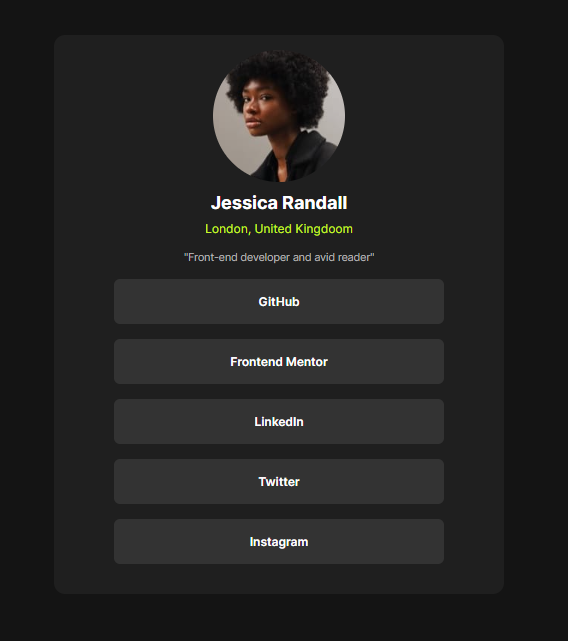 Jessica Randall
London, United Kingdoom
"Front-end developer and avid reader"
GitHub
Frontend Mentor
LinkedIn
Twitter
Instagram